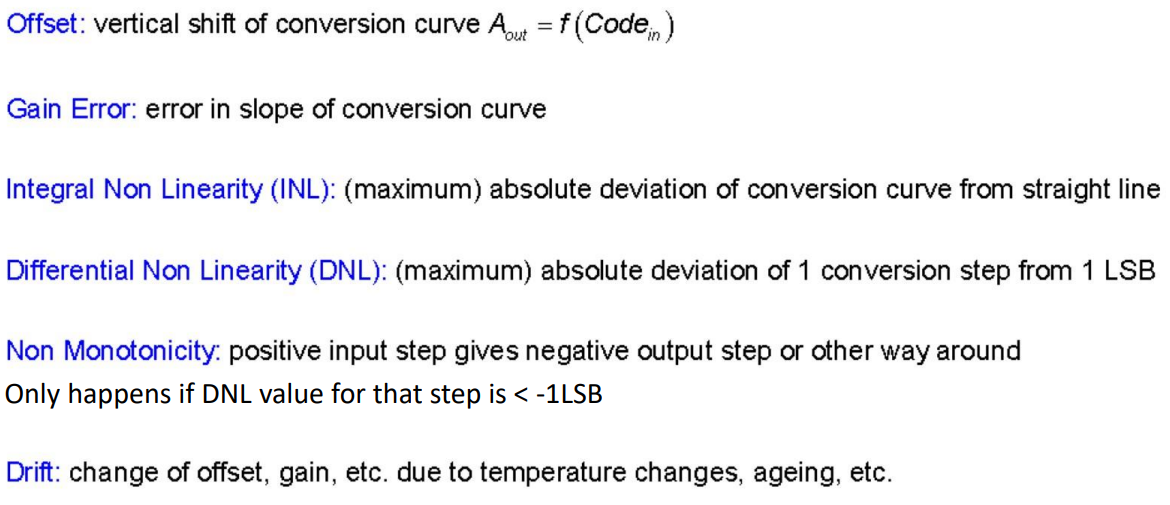 Offset: vertical shift of conversion curve A_out = f(Code_in)
Gain Error: error in slope of conversion curve
Integral Non Linearity (INL): (maximum) absolute deviation of conversion curve from straight line
Differential Non Linearity (DNL): (maximum) absolute deviation of 1 conversion step from 1 LSB
Non Monotonicity: positive input step gives negative output step or other way around
Only happens if DNL value for that step is < -1LSB
Drift: change of offset, gain, etc. due to temperature changes, ageing, etc.